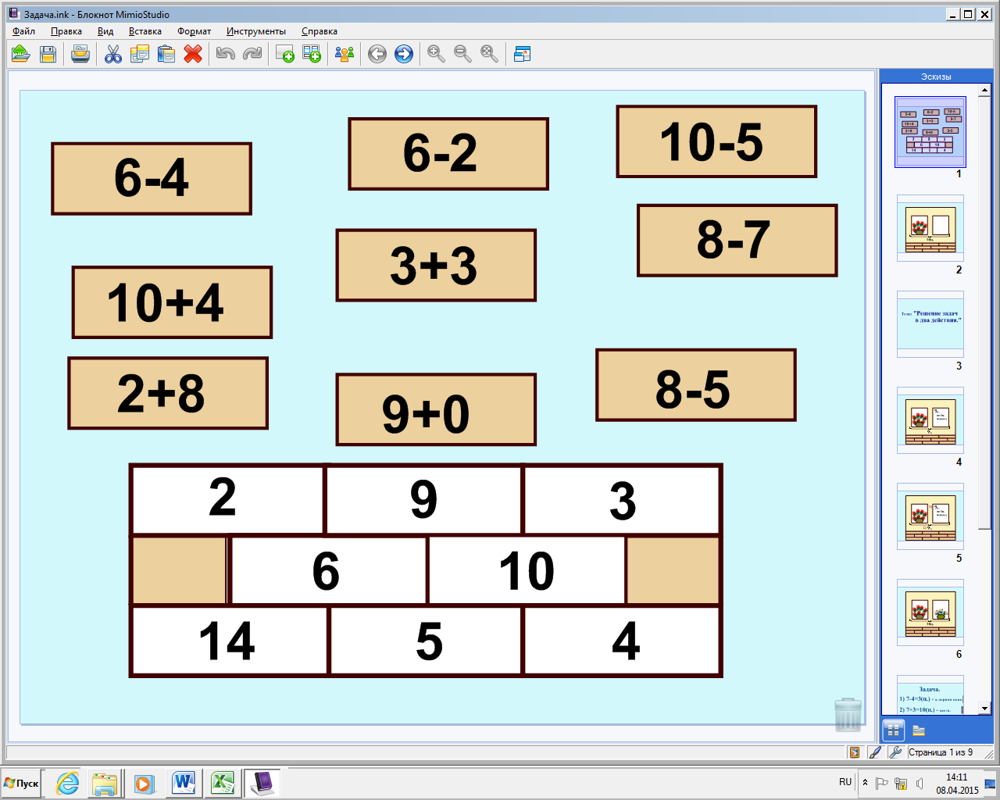 Задача.ink - Блокнот MimioStudio
Файл Правка Вид Вставка Формат Инструменты Справка
Эскизы
6-4
6-2
10-5
8-7
3+3
10+4
2+8
9+0
8-5
2 9 3
6 10
14 5 4
1
2
Тема: "Решение задач
в два действия."
3
4
5
6
Задача.
1) 7-4=3(ц.) -
2) 7+3=10(ц.) - всего.
Страница 1 из 9
Пуск
RU
14:11
08.04.2015